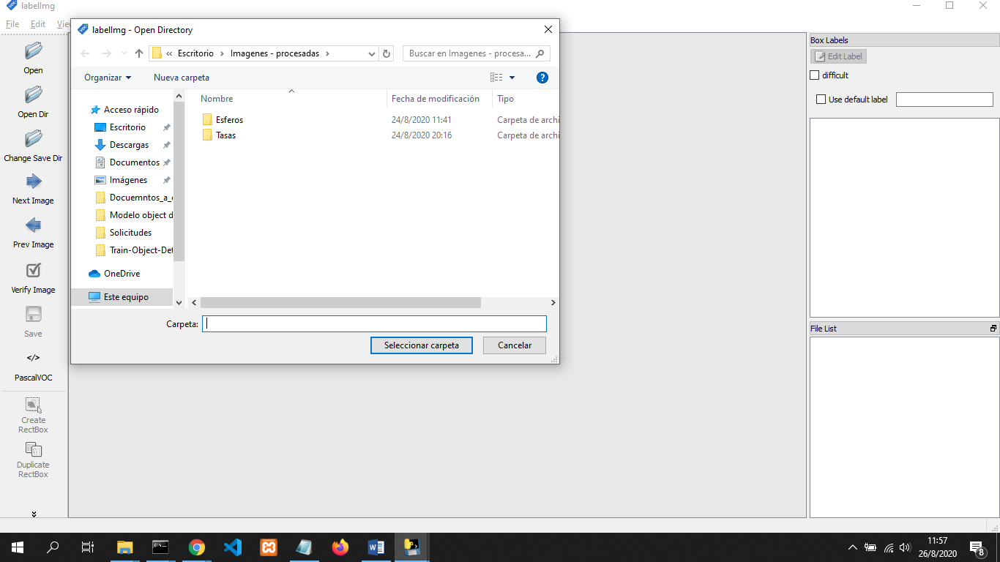 labelImg
File Edit Vie
labelImg - Open Directory
« Escritorio › Imagenes - procesadas ›
Buscar en Imagenes - procesa...
Organizar
Nueva carpeta
?
Nombre
Fecha de modificación
Tipo
Esferos
24/8/2020 11:41
Carpeta de archi
Tasas
24/8/2020 20:16
Carpeta de archi
Acceso rápido
Escritorio
Descargas
Documentos
Imágenes
Docuemntos_a_
Modelo object d
Solicitudes
Train-Object-Det
OneDrive
Este equipo
Carpeta:
Seleccionar carpeta
Cancelar
Open
Open Dir
Change Save Dir
Next Image
Prev Image
Verify Image
Save
</>
PascalVOC
Create
RectBox
Duplicate
RectBox
Box Labels
Edit Label
difficult
Use default label
File List
11:57
26/8/2020
8